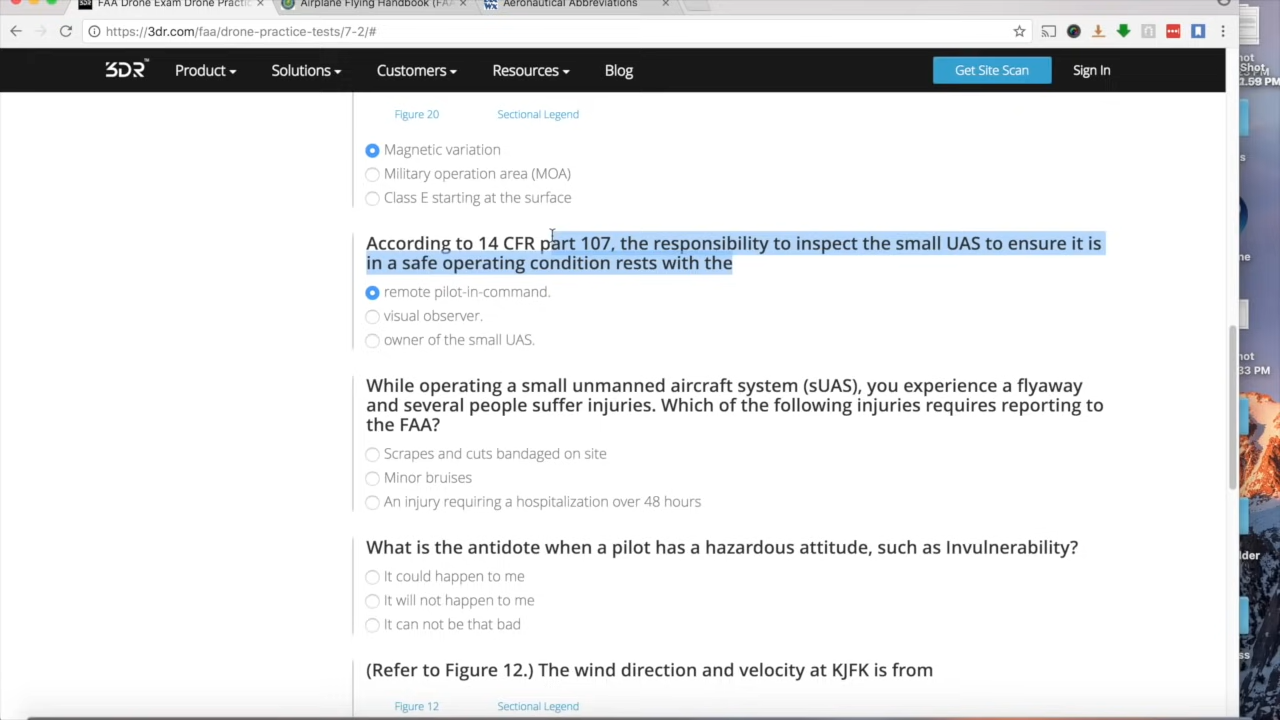 FAA Drone Exam Drone Practic
Airplane Flying Handbook (FAA
Aeronautical Abbreviations
https://3dr.com/faa/drone-practice-tests/7-2/#
3DR
Product
Solutions
Customers
Resources
Blog
Get Site Scan
Sign In
Figure 20
Sectional Legend
Magnetic variation
Military operation area (MOA)
Class E starting at the surface
According to 14 CFR part 107, the responsibility to inspect the small UAS to ensure it is
in a safe operating condition rests with the
remote pilot-in-command.
visual observer.
owner of the small UAS.
While operating a small unmanned aircraft system (sUAS), you experience a flyaway
and several people suffer injuries. Which of the following injuries requires reporting to
the FAA?
Scrapes and cuts bandaged on site
Minor bruises
An injury requiring a hospitalization over 48 hours
What is the antidote when a pilot has a hazardous attitude, such as Invulnerability?
It could happen to me
It will not happen to me
It can not be that bad
(Refer to Figure 12.) The wind direction and velocity at KJFK is from
Figure 12
Sectional Legend